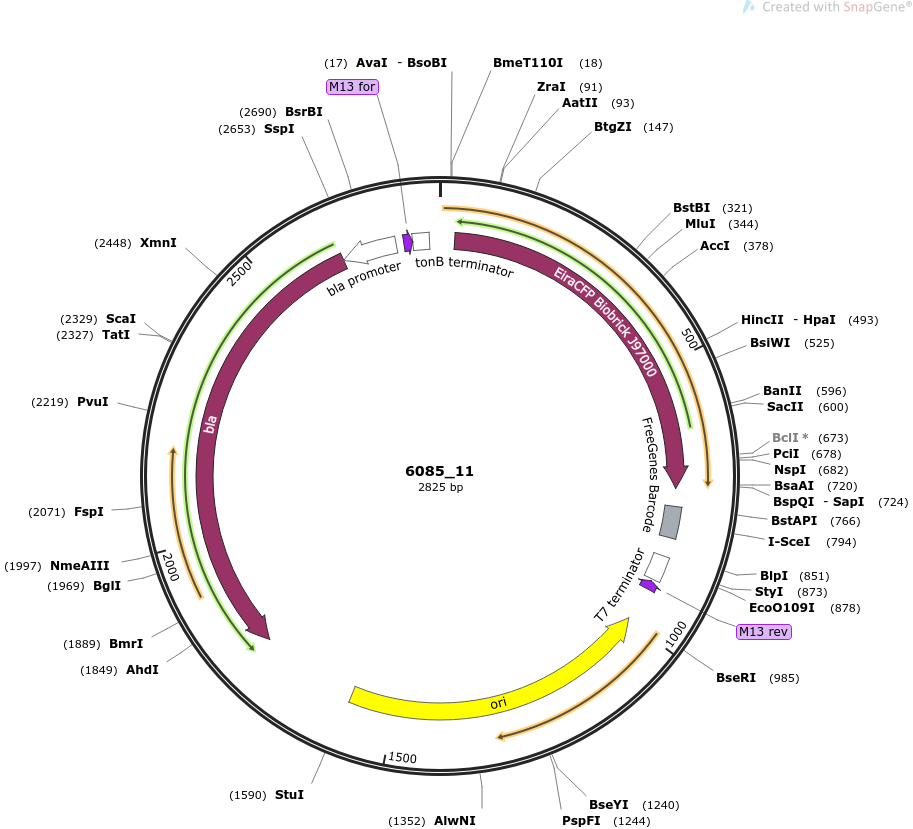 Created with SnapGene®
(17) AvaI - BsoBI
BmeT110I (18)
M13 for
ZraI (91)
AatII (93)
(2690) BsrBI
(2653) SspI
BtgZI (147)
BstBI (321)
MluI (344)
AccI (378)
(2448) XmnI
2500
bla promoter
tonB terminator
EiraCFP Biobrick J97000
(2329) ScaI
(2327) TatI
HincII - HpaI (493)
500
BsiWI (525)
(2219) PvuI
bla
BanII (596)
SacII (600)
FreeGenes Barcode
BclI * (673)
PciI (678)
NspI (682)
6085_11
2825 bp
BsaAI (720)
BspQI - SapI (724)
(2071) FspI
BstAPI (766)
I-SceI (794)
(1997) NmeAIII
2000
(1969) BglI
T7 terminator
BlpI (851)
StyI (873)
EcoO109I (878)
M13 rev
1000
(1889) BmrI
(1849) AhdI
BseRI (985)
ori
1500
(1590) StuI
BseYI (1240)
(1352) AlwNI
PspFI (1244)